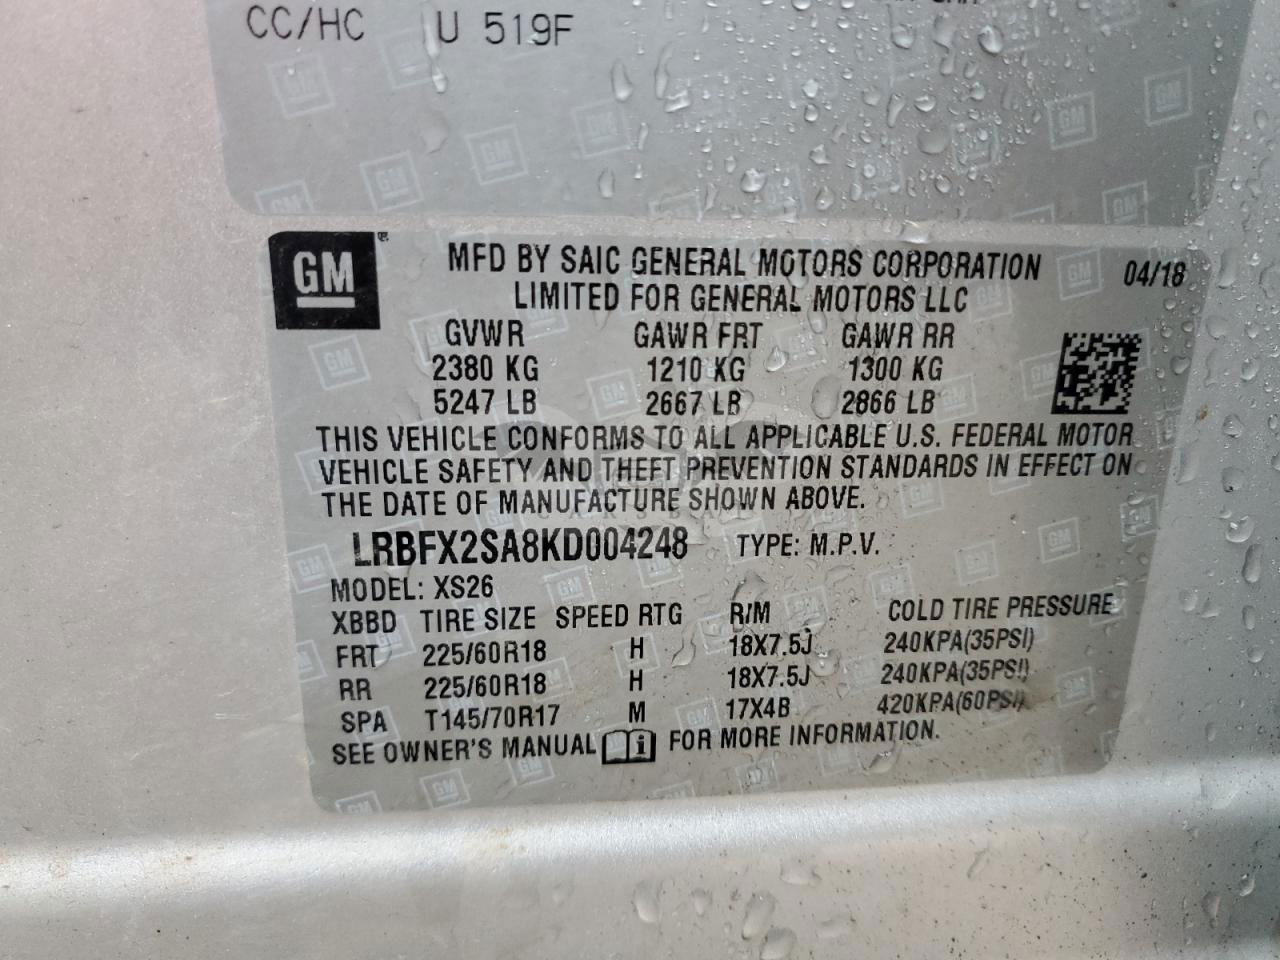 CC/HC U 519F
GM
MFD BY SAIC GENERAL MOTORS CORPORATION 04/18
LIMITED FOR GENERAL MOTORS LLC
GVWR GAWR FRT GAWR RR
2380 KG 1210 KG 1300 KG
5247 LB 2667 LB 2866 LB
THIS VEHICLE CONFORMS TO ALL APPLICABLE U.S. FEDERAL MOTOR
VEHICLE SAFETY AND THEFT PREVENTION STANDARDS IN EFFECT ON
THE DATE OF MANUFACTURE SHOWN ABOVE.
LRBFX2SA8KD004248 TYPE: M.P.V.
MODEL: XS26
XBBD TIRE SIZE SPEED RTG R/M COLD TIRE PRESSURE
FRT 225/60R18 H 18X7.5J 240KPA(35PSI)
RR 225/60R18 H 18X7.5J 240KPA(35PSI)
SPA T145/70R17 M 17X4B 420KPA(60PSI)
SEE OWNER'S MANUAL FOR MORE INFORMATION.